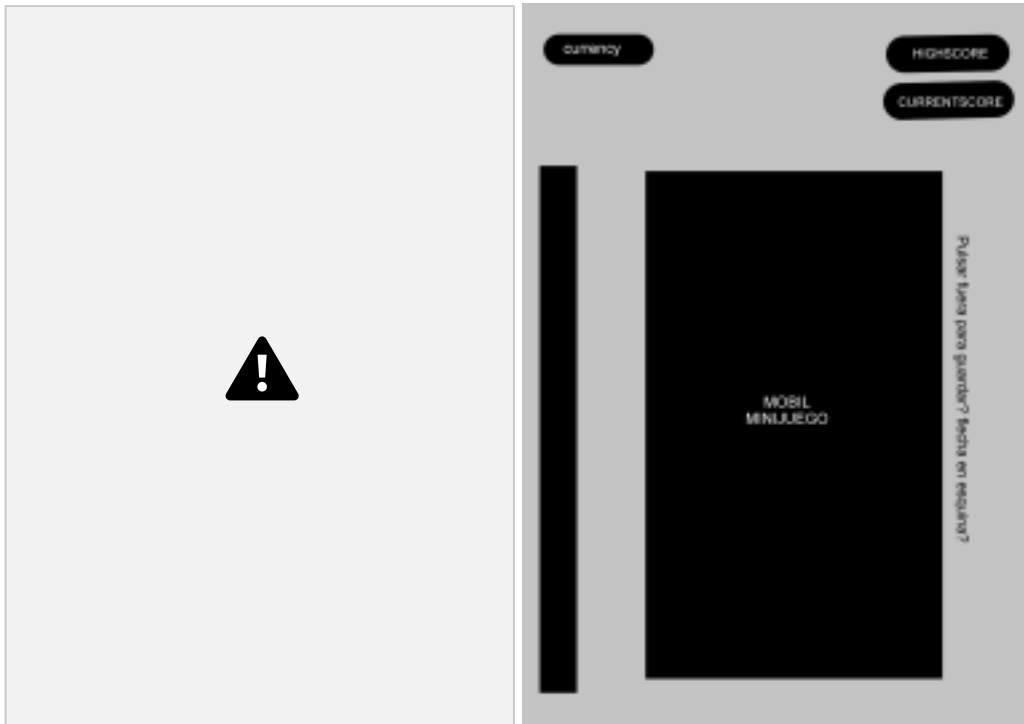 currency
HIGHSCORE
CURRENTSCORE
MOBIL
MINIJUEGO
Pulsar fuera para guardar? flecha en esquina?